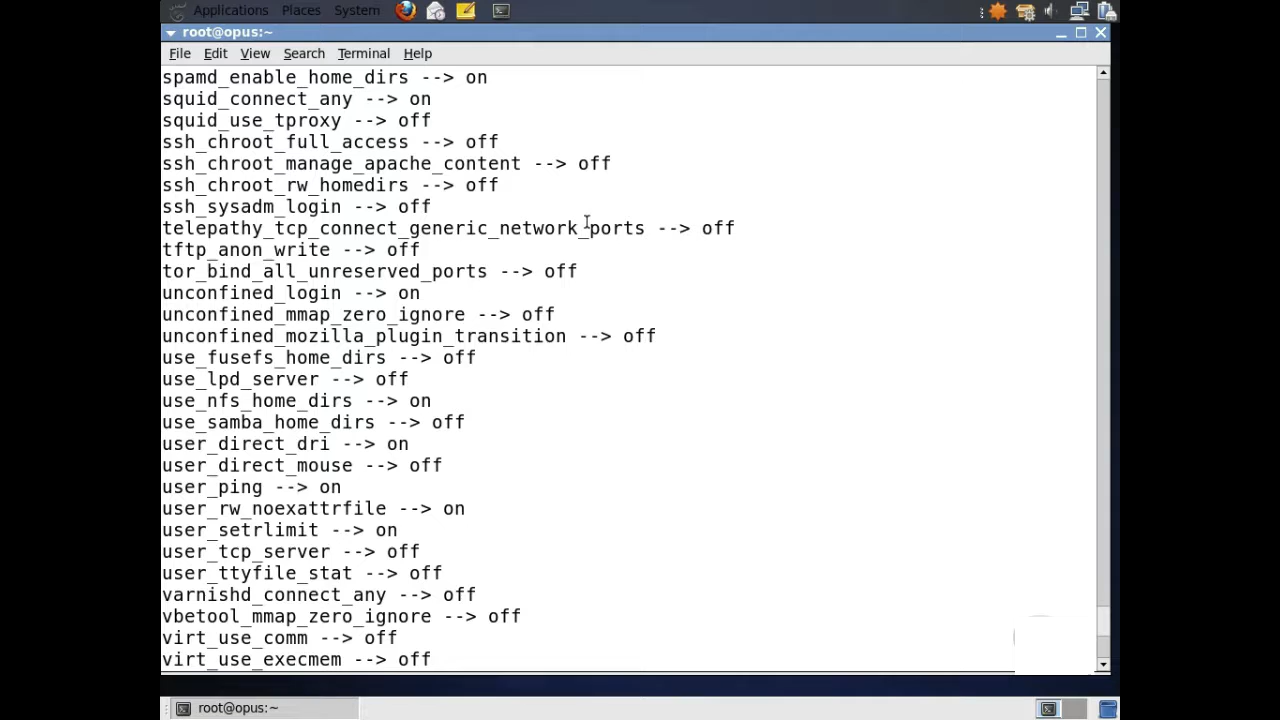 Applications Places System
root@opus:~
File Edit View Search Terminal Help
spamd_enable_home_dirs --> on
squid_connect_any --> on
squid_use_tproxy --> off
ssh_chroot_full_access --> off
ssh_chroot_manage_apache_content --> off
ssh_chroot_rw_homedirs --> off
ssh_sysadm_login --> off
telepathy_tcp_connect_generic_network_ports --> off
tftp_anon_write --> off
tor_bind_all_unreserved_ports --> off
unconfined_login --> on
unconfined_mmap_zero_ignore --> off
unconfined_mozilla_plugin_transition --> off
use_fusefs_home_dirs --> off
use_lpd_server --> off
use_nfs_home_dirs --> on
use_samba_home_dirs --> off
user_direct_dri --> on
user_direct_mouse --> off
user_ping --> on
user_rw_noexattrfile --> on
user_setrlimit --> on
user_tcp_server --> off
user_ttyfile_stat --> off
varnishd_connect_any --> off
vbetool_mmap_zero_ignore --> off
virt_use_comm --> off
virt_use_execmem --> off
root@opus:~